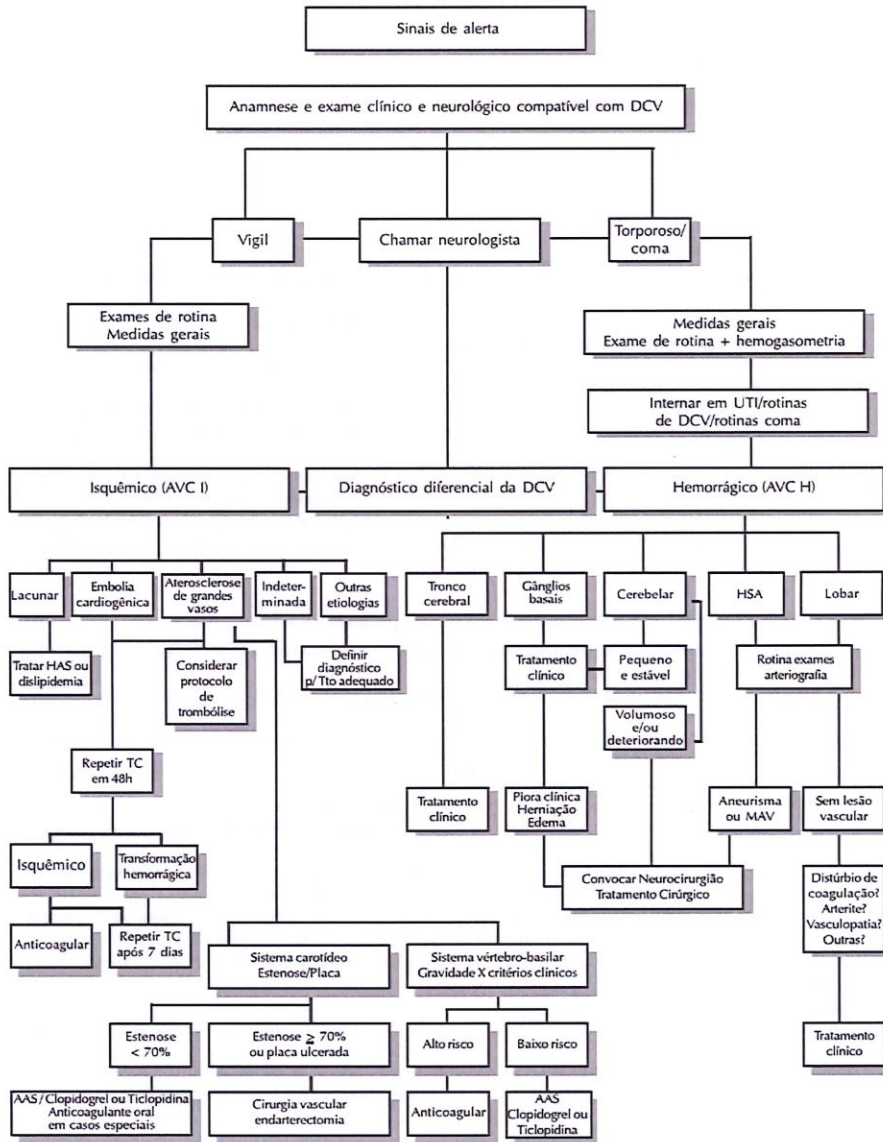 Sinais de alerta
Anamnese e exame clínico e neurológico compatível com DCV
Vigil
Chamar neurologista
Torporoso/
coma
Exames de rotina
Medidas gerais
Medidas gerais
Exame de rotina + hemogasometria
Internar em UTI/rotinas
de DCV/rotinas coma
Isquêmico (AVC I)
Diagnóstico diferencial da DCV
Hemorrágico (AVC H)
Lacunar
Embolia
cardiogênica
Aterosclerose
de grandes
vasos
Indeter-
minada
Outras
etiologias
Tronco
cerebral
Gânglios
basais
Cerebelar
HSA
Lobar
Tratar HAS ou
dislipidemia
Considerar
protocolo
de
trombólise
Definir
diagnóstico
p/ Tto adequado
Tratamento
clínico
Pequeno
e estável
Rotina exames
arteriografia
Volumoso
e/ou
deteriorando
Repetir TC
em 48h
Tratamento
clínico
Piora clínica
Herniação
Edema
Aneurisma
ou MAV
Sem lesão
vascular
Isquêmico
Transformação
hemorrágica
Convocar Neurocirurgião
Tratamento Cirúrgico
Distúrbio de
coagulação?
Arterite?
Vasculopatia?
Outras?
Anticoagular
Repetir TC
após 7 dias
Sistema carotídeo
Estenose/Placa
Sistema vértebro-basilar
Gravidade X critérios clínicos
Estenose
< 70%
Estenose ≥ 70%
ou placa ulcerada
Alto risco
Baixo risco
Tratamento
clínico
AAS/Clopidogrel ou Ticlopidina
Anticoagulante oral
em casos especiais
Cirurgia vascular
endarterectomia
Anticoagular
AAS
Clopidogrel ou
Ticlopidina